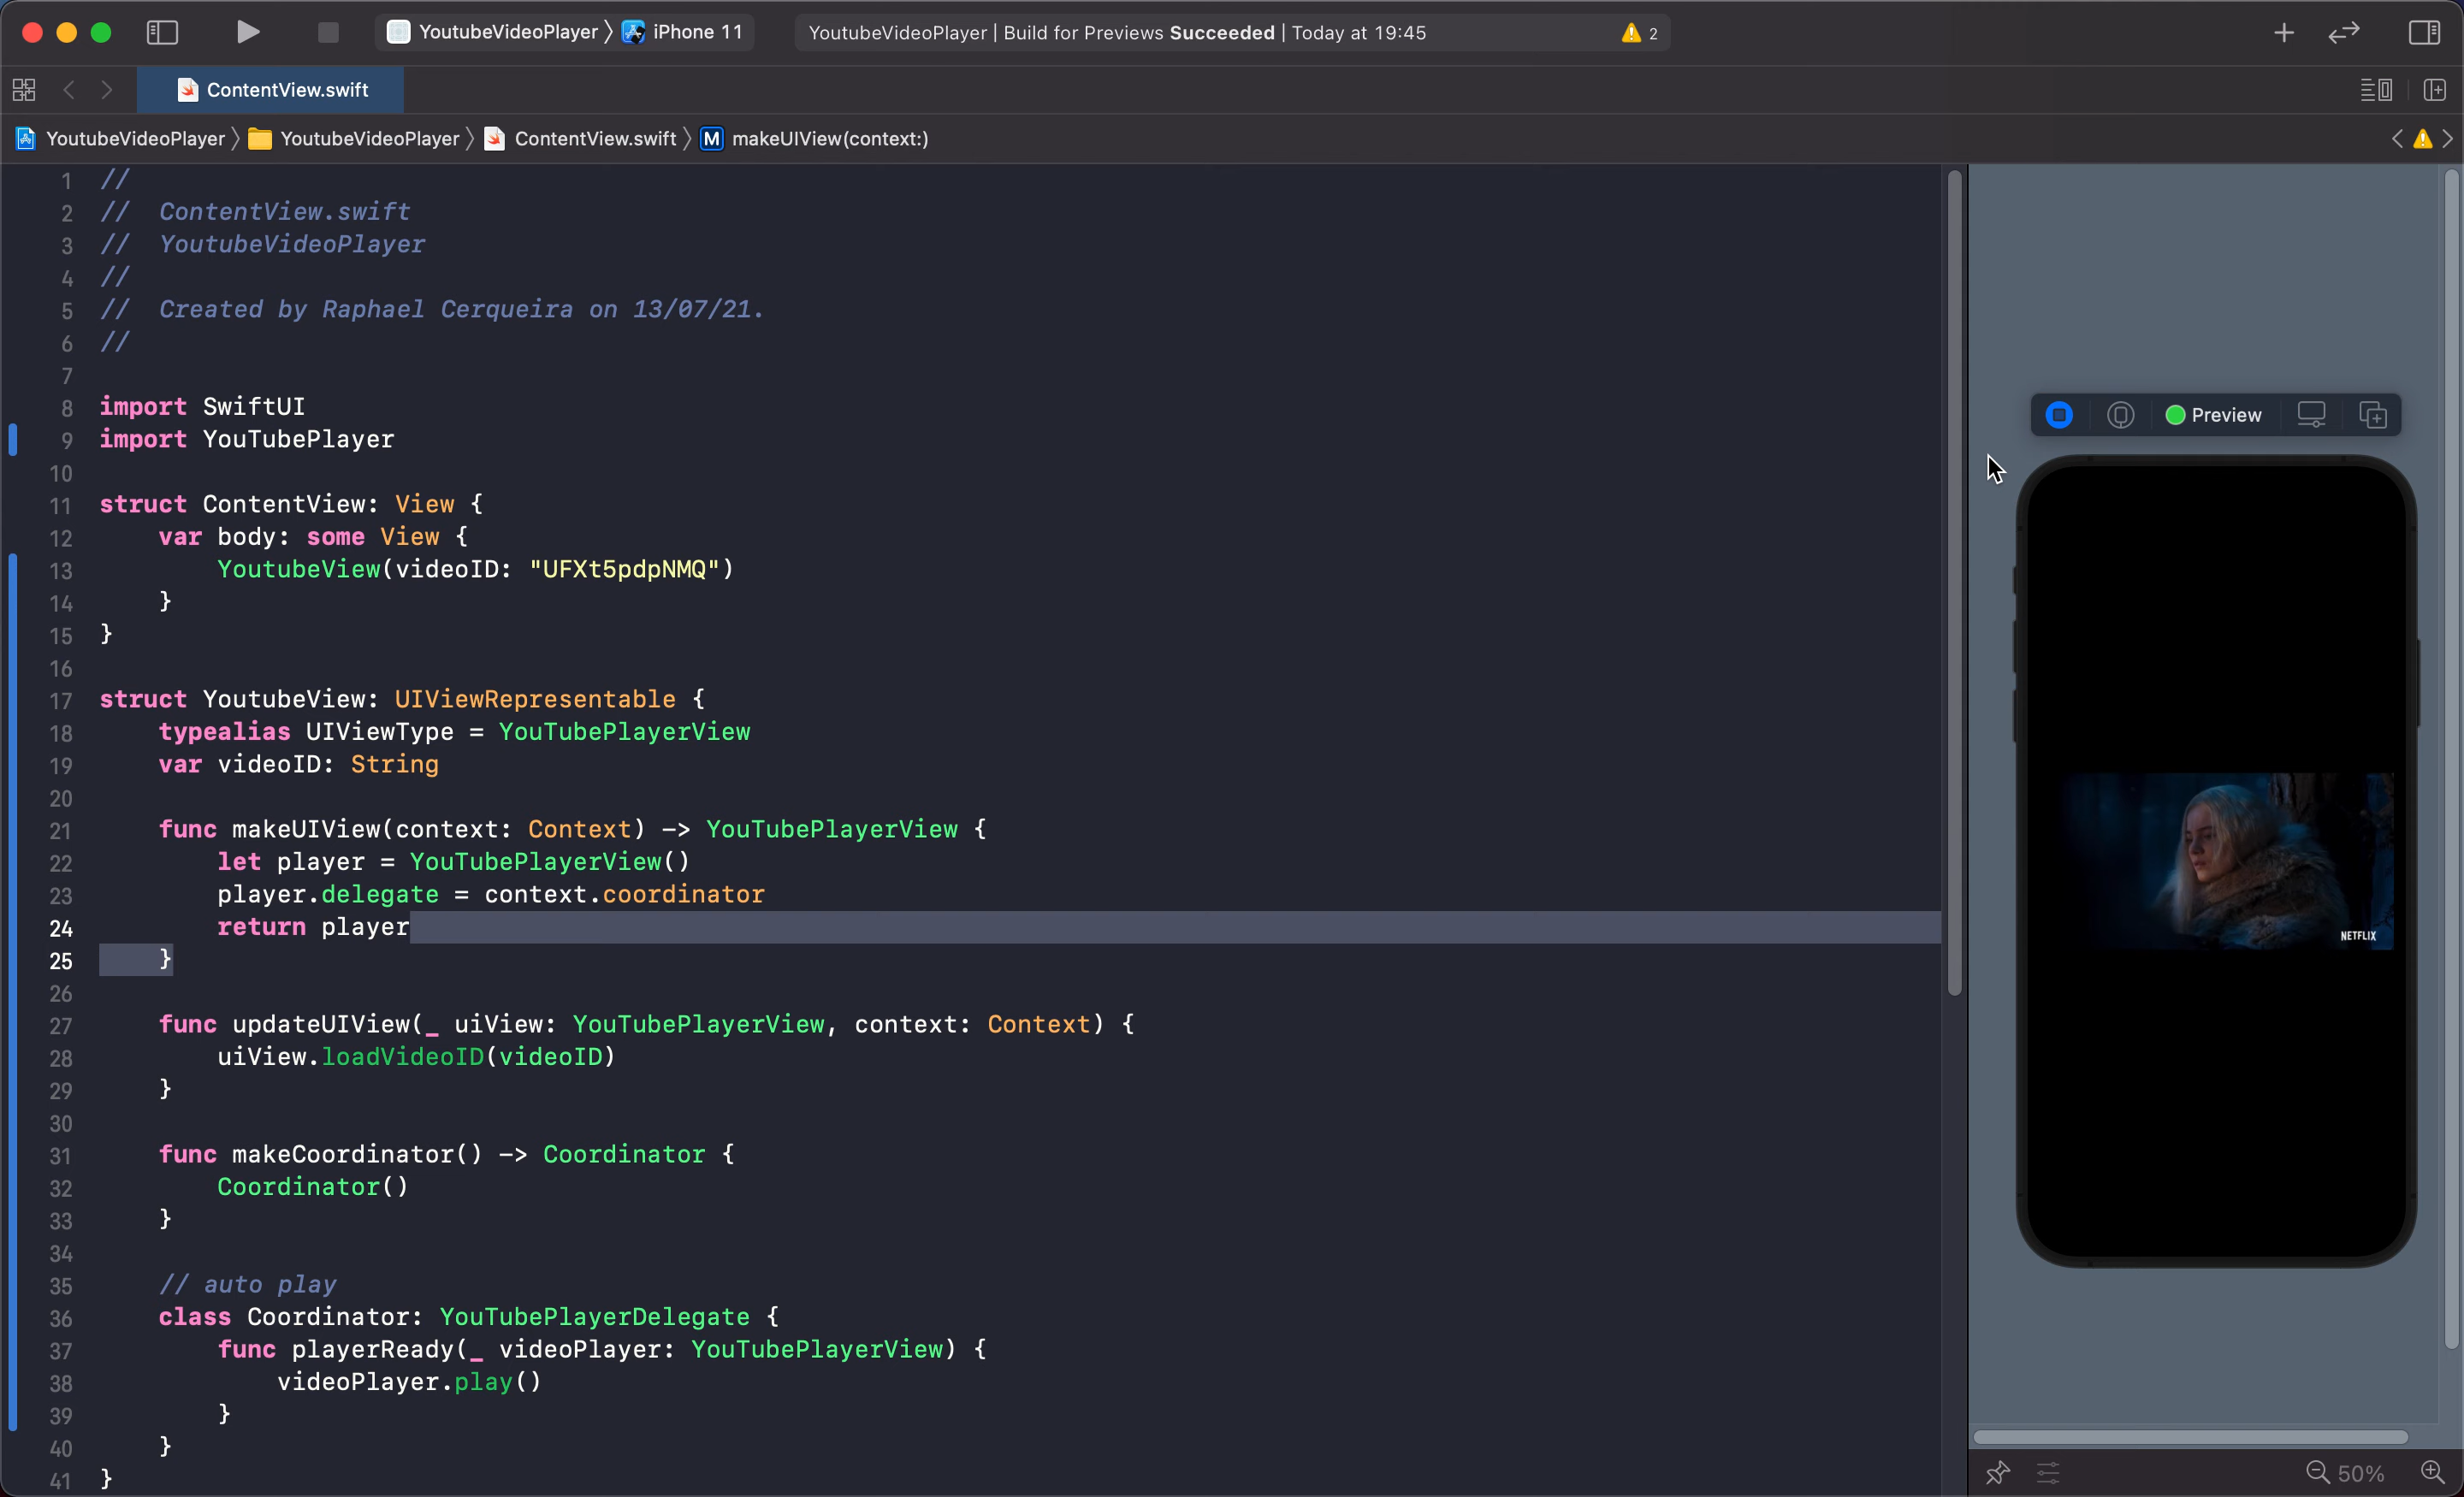 YoutubeVideoPlayer 〉 iPhone 11
YoutubeVideoPlayer | Build for Previews Succeeded | Today at 19:45
2
ContentView.swift
YoutubeVideoPlayer 〉 YoutubeVideoPlayer 〉 ContentView.swift 〉 M makeUIView(context:)
1 //
2 //  ContentView.swift
3 //  YoutubeVideoPlayer
4 //
5 //  Created by Raphael Cerqueira on 13/07/21.
6 //
7
8 import SwiftUI
9 import YouTubePlayer
10
11 struct ContentView: View {
12     var body: some View {
13         YoutubeView(videoID: "UFXt5pdpNMQ")
14     }
15 }
16
17 struct YoutubeView: UIViewRepresentable {
18     typealias UIViewType = YouTubePlayerView
19     var videoID: String
20
21     func makeUIView(context: Context) -> YouTubePlayerView {
22         let player = YouTubePlayerView()
23         player.delegate = context.coordinator
24         return player
25     }
26
27     func updateUIView(_ uiView: YouTubePlayerView, context: Context) {
28         uiView.loadVideoID(videoID)
29     }
30
31     func makeCoordinator() -> Coordinator {
32         Coordinator()
33     }
34
35     // auto play
36     class Coordinator: YouTubePlayerDelegate {
37         func playerReady(_ videoPlayer: YouTubePlayerView) {
38             videoPlayer.play()
39         }
40     }
41 }
Preview
NETFLIX
50%